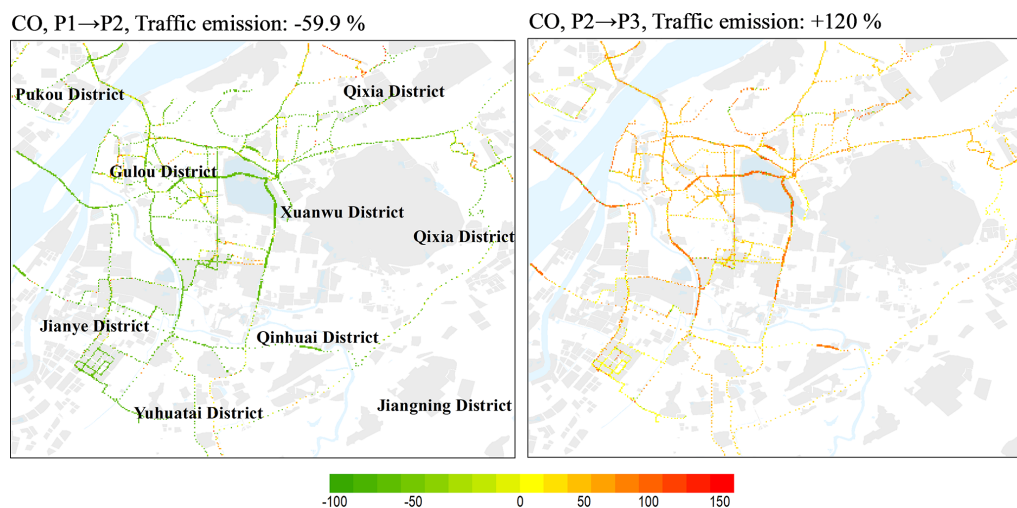 CO, P1→P2, Traffic emission: -59.9 %
CO, P2→P3, Traffic emission: +120 %
Pukou District
Qixia District
Gulou District
Xuanwu District
Qixia District
Jianye District
Qinhuai District
Yuhuatai District
Jiangning District
-100 -50 0 50 100 150